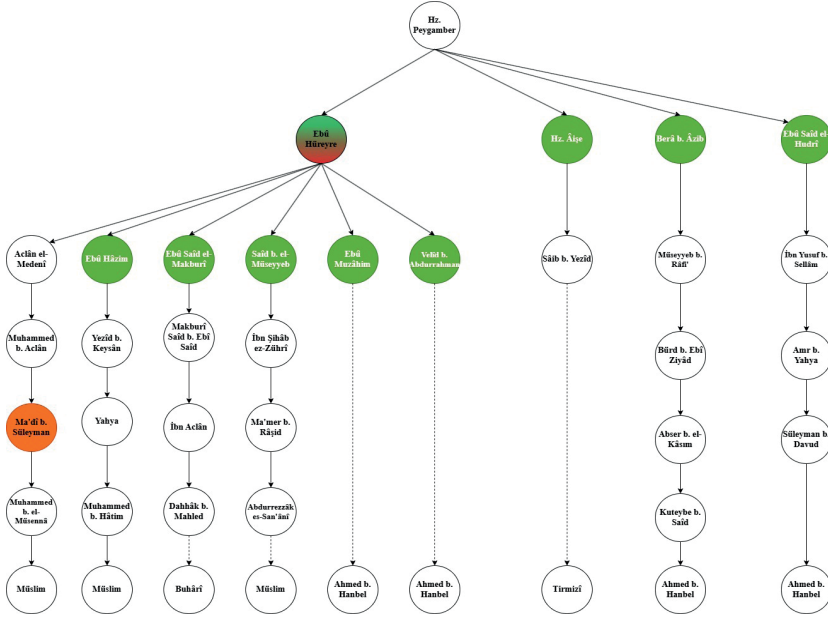 Hz.
Peygamber
Ebû
Hüreyre
Hz. Âişe
Berâ b. Âzib
Ebû Saîd el-
Hudrî
Aclân el-
Medenî
Ebû Hâzim
Ebû Saîd el-
Makburî
Saîd b. el-
Müseyyeb
Ebû
Muzâhim
Velîd b.
Abdurrahman
Sâib b. Yezîd
Müseyyeb b.
Râfi'
İbn Yusuf b.
Sellâm
Muhammed
b. Aclân
Yezîd b.
Keysân
Makburî
Saîd b. Ebî
Saîd
İbn Şihâb
ez-Zührî
Bürd b. Ebî
Ziyâd
Amr b.
Yahya
Ma'dî b.
Süleyman
Yahya
İbn Aclân
Ma'mer b.
Râşid
Abser b. el-
Kâsım
Süleyman b.
Davud
Muhammed
b. el-
Müsennâ
Muhammed
b. Hâtim
Dahhâk b.
Mahled
Abdurrezzâk
es-San'ânî
Kuteybe b.
Saîd
Müslim
Müslim
Buhârî
Müslim
Ahmed b.
Hanbel
Ahmed b.
Hanbel
Tirmizî
Ahmed b.
Hanbel
Ahmed b.
Hanbel